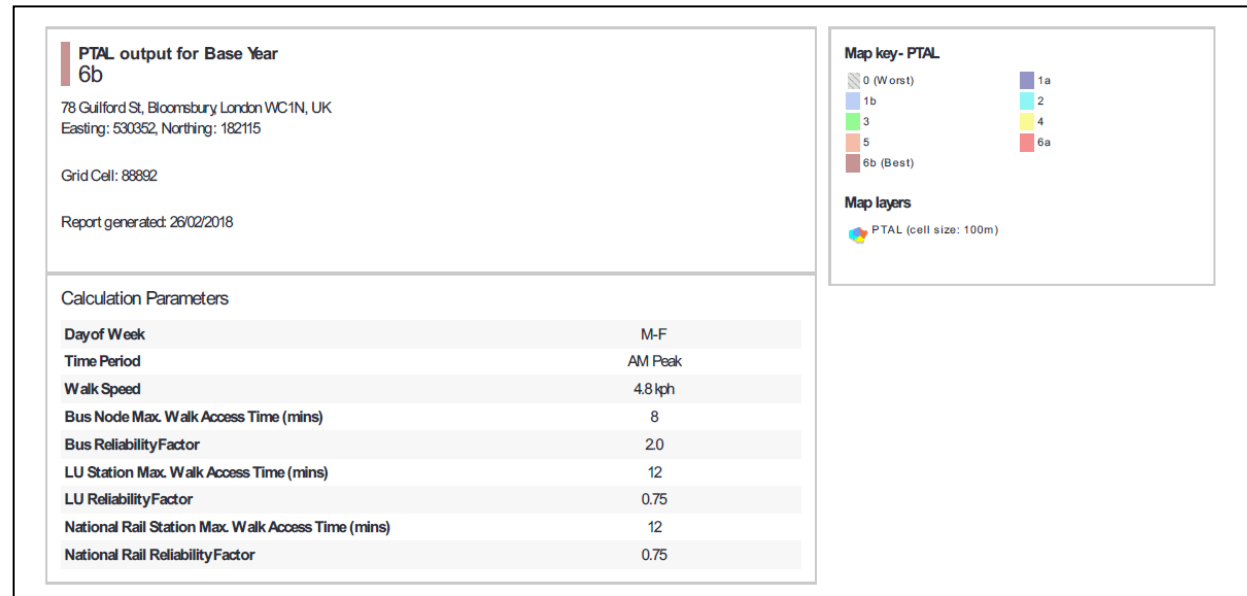 PTAL output for Base Year
6b
78 Guilford St, Bloomsbury, London WC1N, UK
Easting: 530352, Northing: 182115
Grid Cell: 88892
Report generated: 26/02/2018
Calculation Parameters
Day of Week M-F
Time Period AM Peak
Walk Speed 4.8 kph
Bus Node Max. Walk Access Time (mins) 8
Bus Reliability Factor 2.0
LU Station Max. Walk Access Time (mins) 12
LU Reliability Factor 0.75
National Rail Station Max. Walk Access Time (mins) 12
National Rail Reliability Factor 0.75
Map key - PTAL
0 (Worst) 1a
1b 2
3 4
5 6a
6b (Best)
Map layers
PTAL (cell size: 100m)